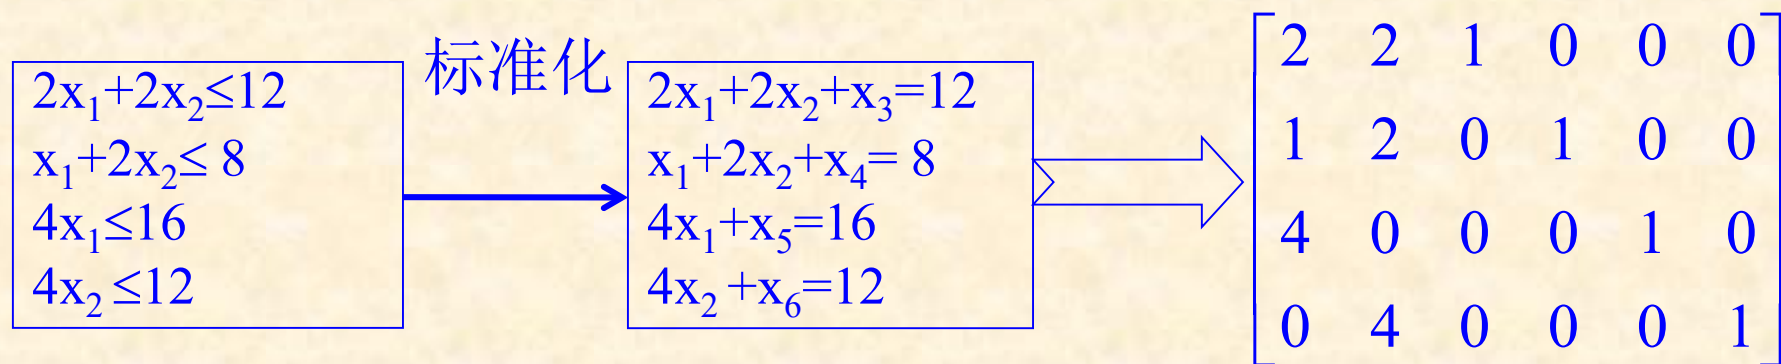 标准化
2x₁+2x₂≤12
x₁+2x₂≤ 8
4x₁≤16
4x₂ ≤12
2x₁+2x₂+x₃=12
x₁+2x₂+x₄= 8
4x₁+x₅=16
4x₂ +x₆=12
2 2 1 0 0 0
1 2 0 1 0 0
4 0 0 0 1 0
0 4 0 0 0 1